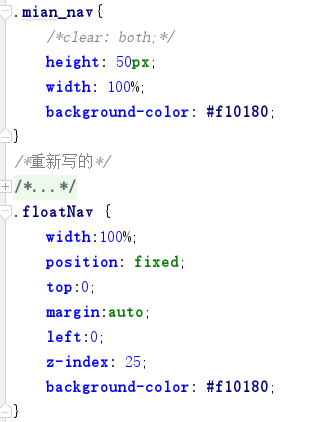 .mian_nav{
/*clear: both;*/
height: 50px;
width: 100%;
background-color: #f10180;
}
/*重新写的*/
/*...*/
.floatNav {
width:100%;
position: fixed;
top:0;
margin:auto;
left:0;
z-index: 25;
background-color: #f10180;
}